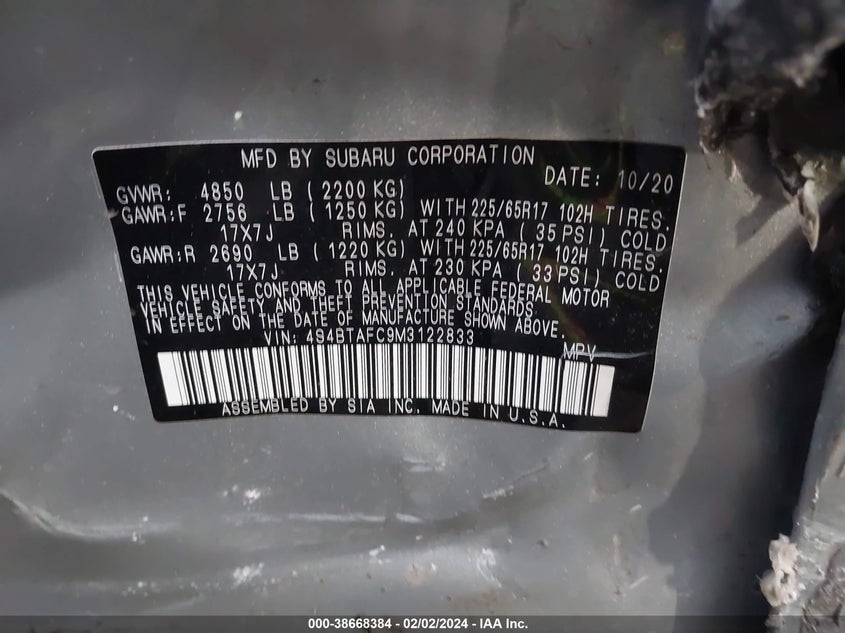 MFD BY SUBARU CORPORATION
DATE: 10/20
GVWR: 4850 LB (2200 KG)
GAWR:F 2756 LB (1250 KG) WITH 225/65R17 102H TIRES.
17X7J RIMS. AT 240 KPA (35 PSI) COLD
GAWR:R 2690 LB (1220 KG) WITH 225/65R17 102H TIRES.
17X7J RIMS. AT 230 KPA (33 PSI) COLD
THIS VEHICLE CONFORMS TO ALL APPLICABLE FEDERAL MOTOR
VEHICLE SAFETY AND THEFT PREVENTION STANDARDS
IN EFFECT ON THE DATE OF MANUFACTURE SHOWN ABOVE.
VIN: 4S4BTAFC9M3122833
MPV
ASSEMBLED BY SIA INC. MADE IN U.S.A.
000-38668384 - 02/02/2024 - IAA Inc.